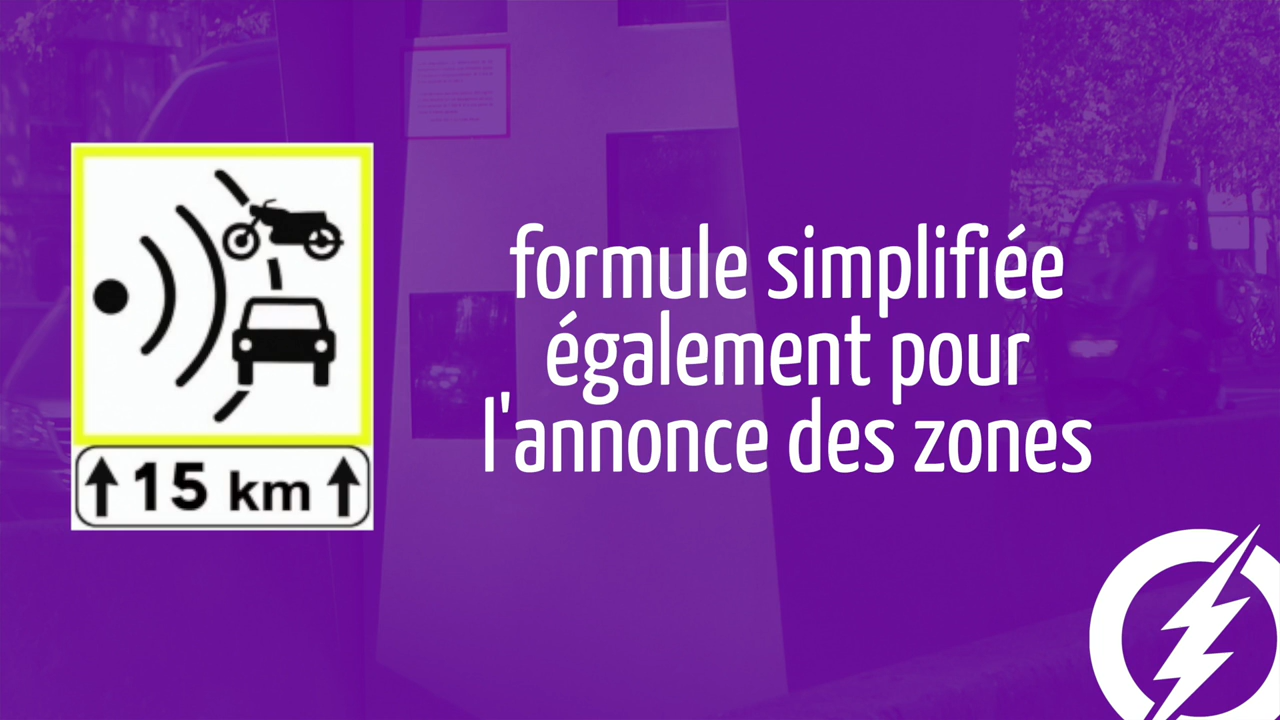 formule simplifiée
également pour
l'annonce des zones
↑ 15 km ↑